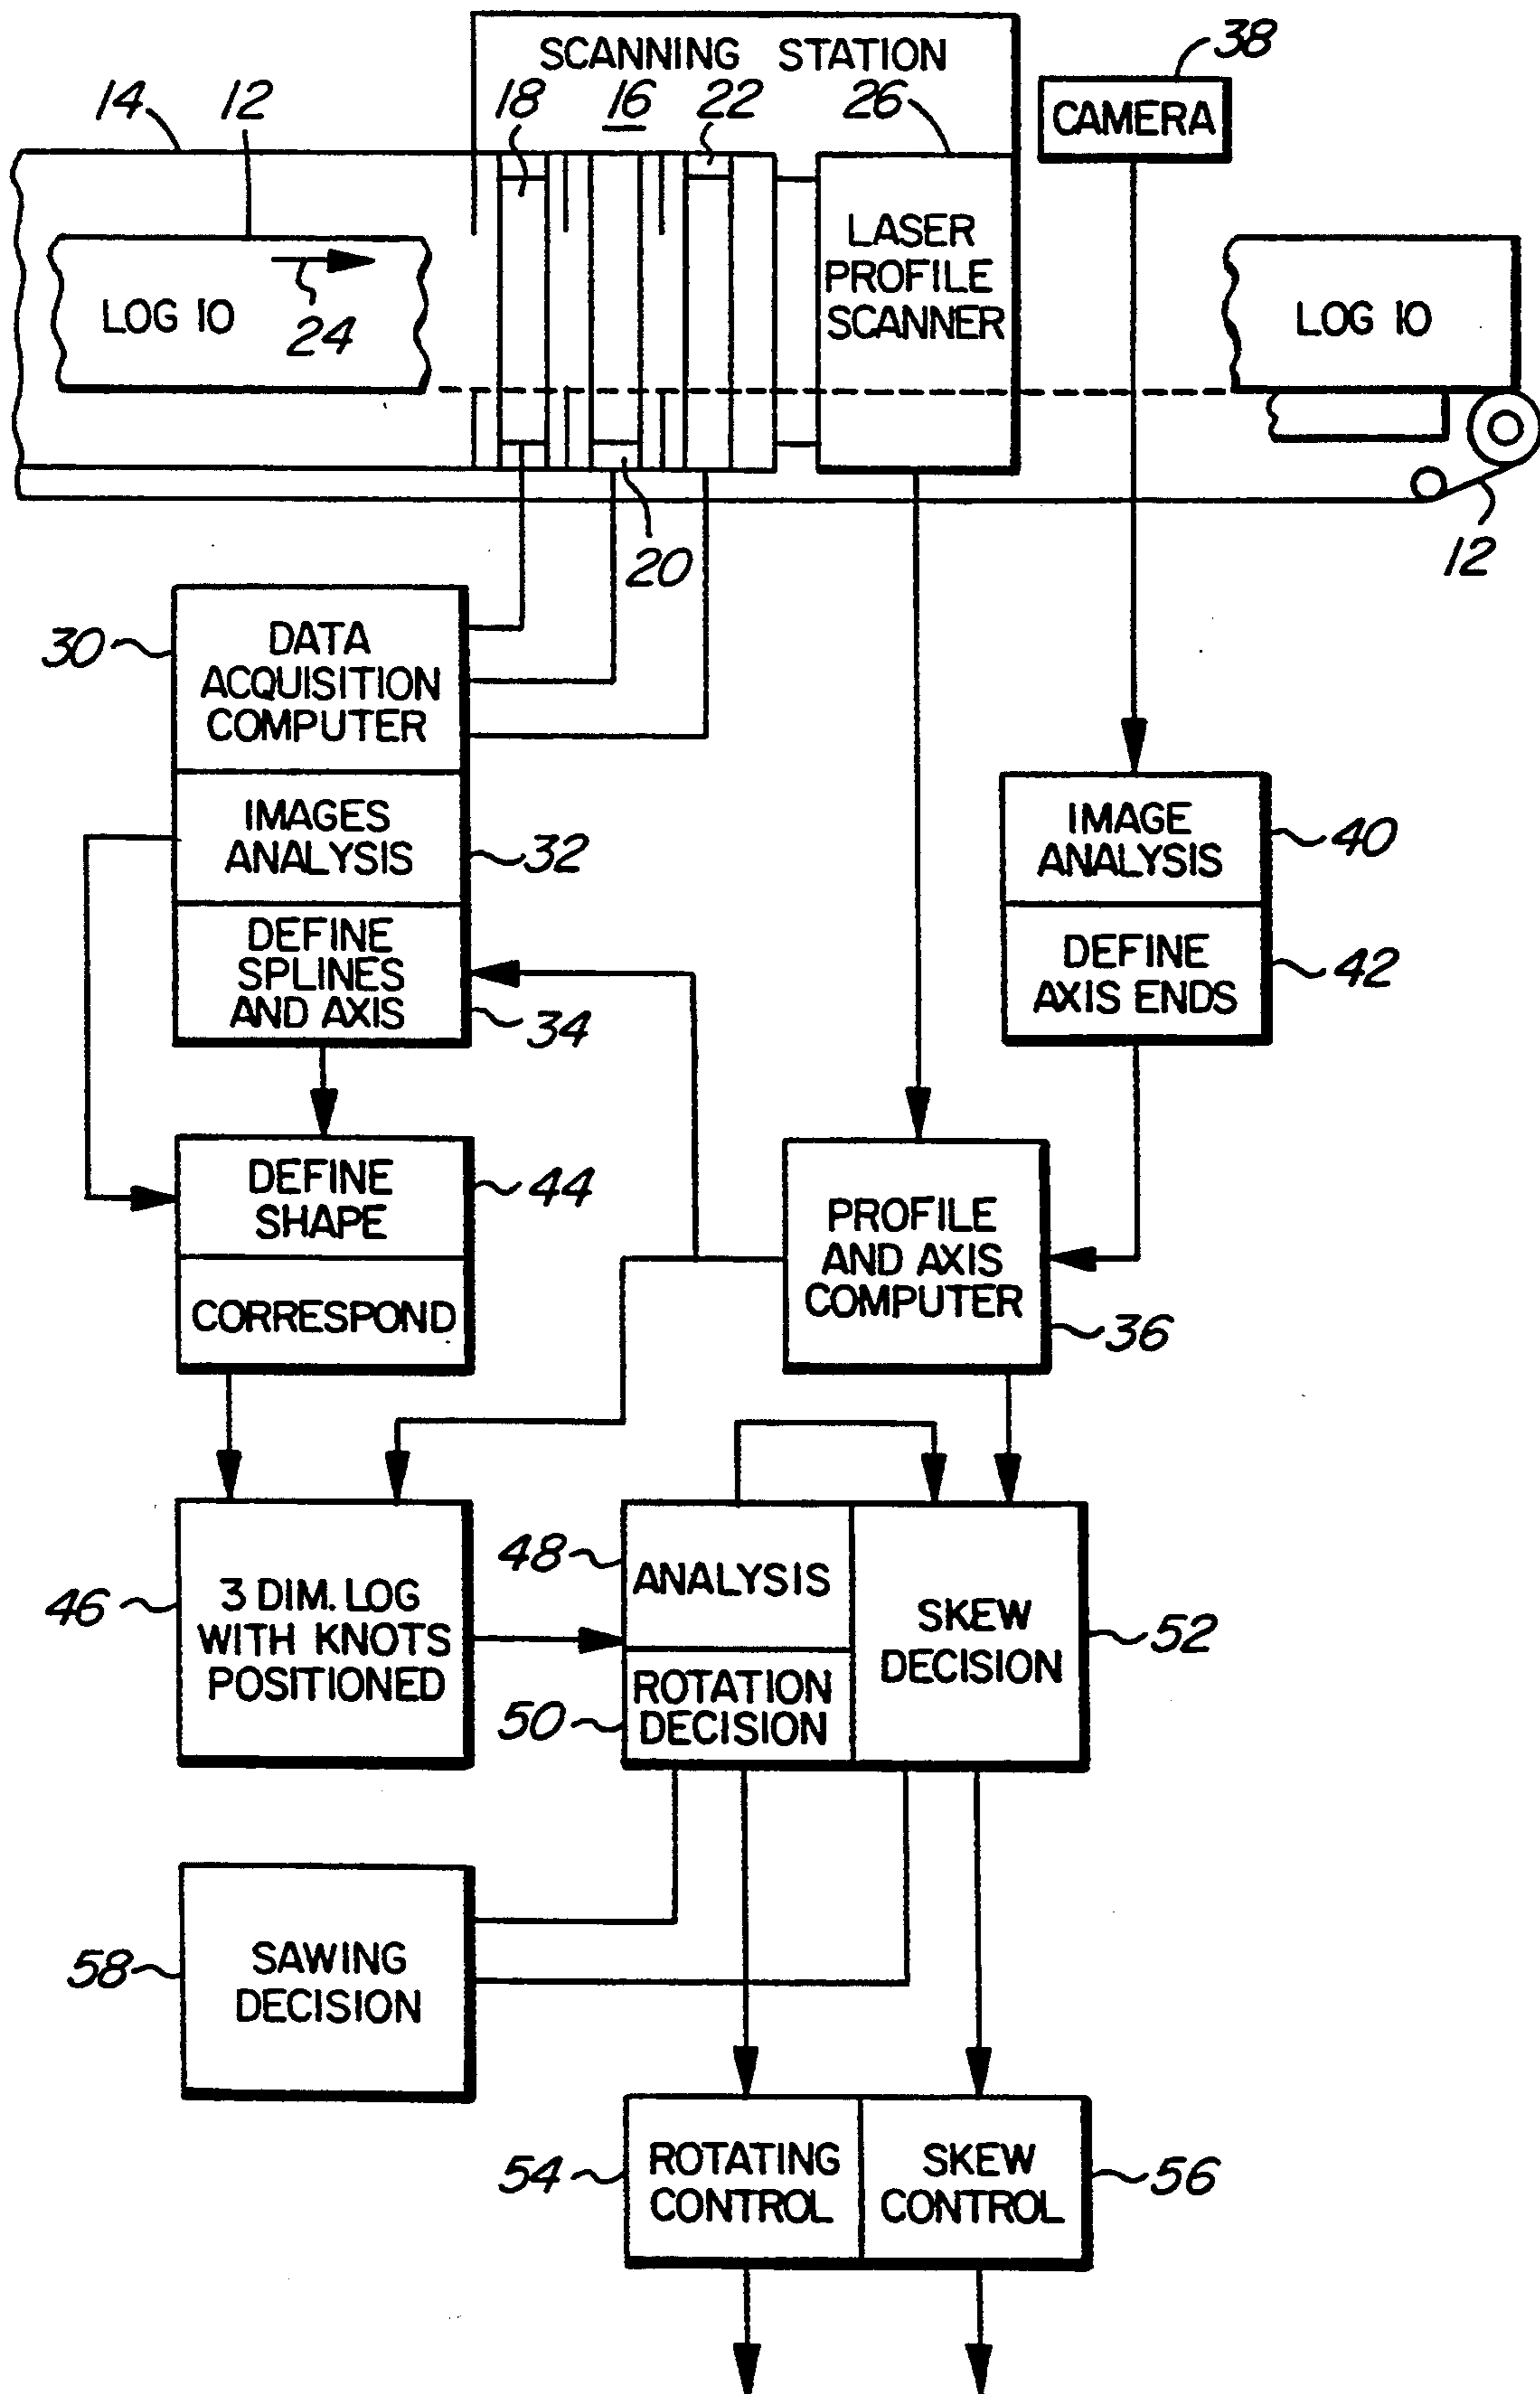 SCANNING STATION
38
14
12
18
16
22
26
CAMERA
LASER
PROFILE
SCANNER
LOG 10
24
LOG 10
20
12
30
DATA
ACQUISITION
COMPUTER
IMAGES
ANALYSIS
32
IMAGE
ANALYSIS
40
DEFINE
SPLINES
AND AXIS
34
DEFINE
AXIS ENDS
42
DEFINE
SHAPE
44
CORRESPOND
PROFILE
AND AXIS
COMPUTER
36
46
3 DIM. LOG
WITH KNOTS
POSITIONED
48
ANALYSIS
50
ROTATION
DECISION
SKEW
DECISION
52
58
SAWING
DECISION
54
ROTATING
CONTROL
SKEW
CONTROL
56